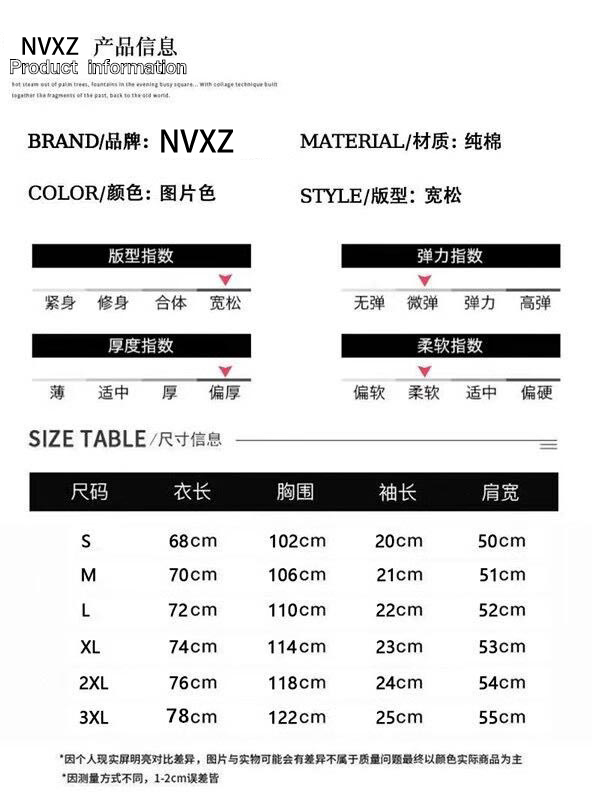 NVXZ 产品信息
Product information
hot steam out of palm trees, fountains in the evening busy square... With collage technique built
together like fragments of the past, back to the old world.
BRAND/品牌: NVXZ MATERIAL/材质: 纯棉
COLOR/颜色: 图片色 STYLE/版型: 宽松
版型指数 弹力指数
紧身 修身 合体 宽松 无弹 微弹 弹力 高弹
厚度指数 柔软指数
薄 适中 厚 偏厚 偏软 柔软 适中 偏硬
SIZE TABLE/尺寸信息
尺码 衣长 胸围 袖长 肩宽
S 68cm 102cm 20cm 50cm
M 70cm 106cm 21cm 51cm
L 72cm 110cm 22cm 52cm
XL 74cm 114cm 23cm 53cm
2XL 76cm 118cm 24cm 54cm
3XL 78cm 122cm 25cm 55cm
*因个人现实屏明亮对比差异，图片与实物可能会有差异不属于质量问题最终以颜色实际商品为主
*因测量方式不同，1-2cm误差皆